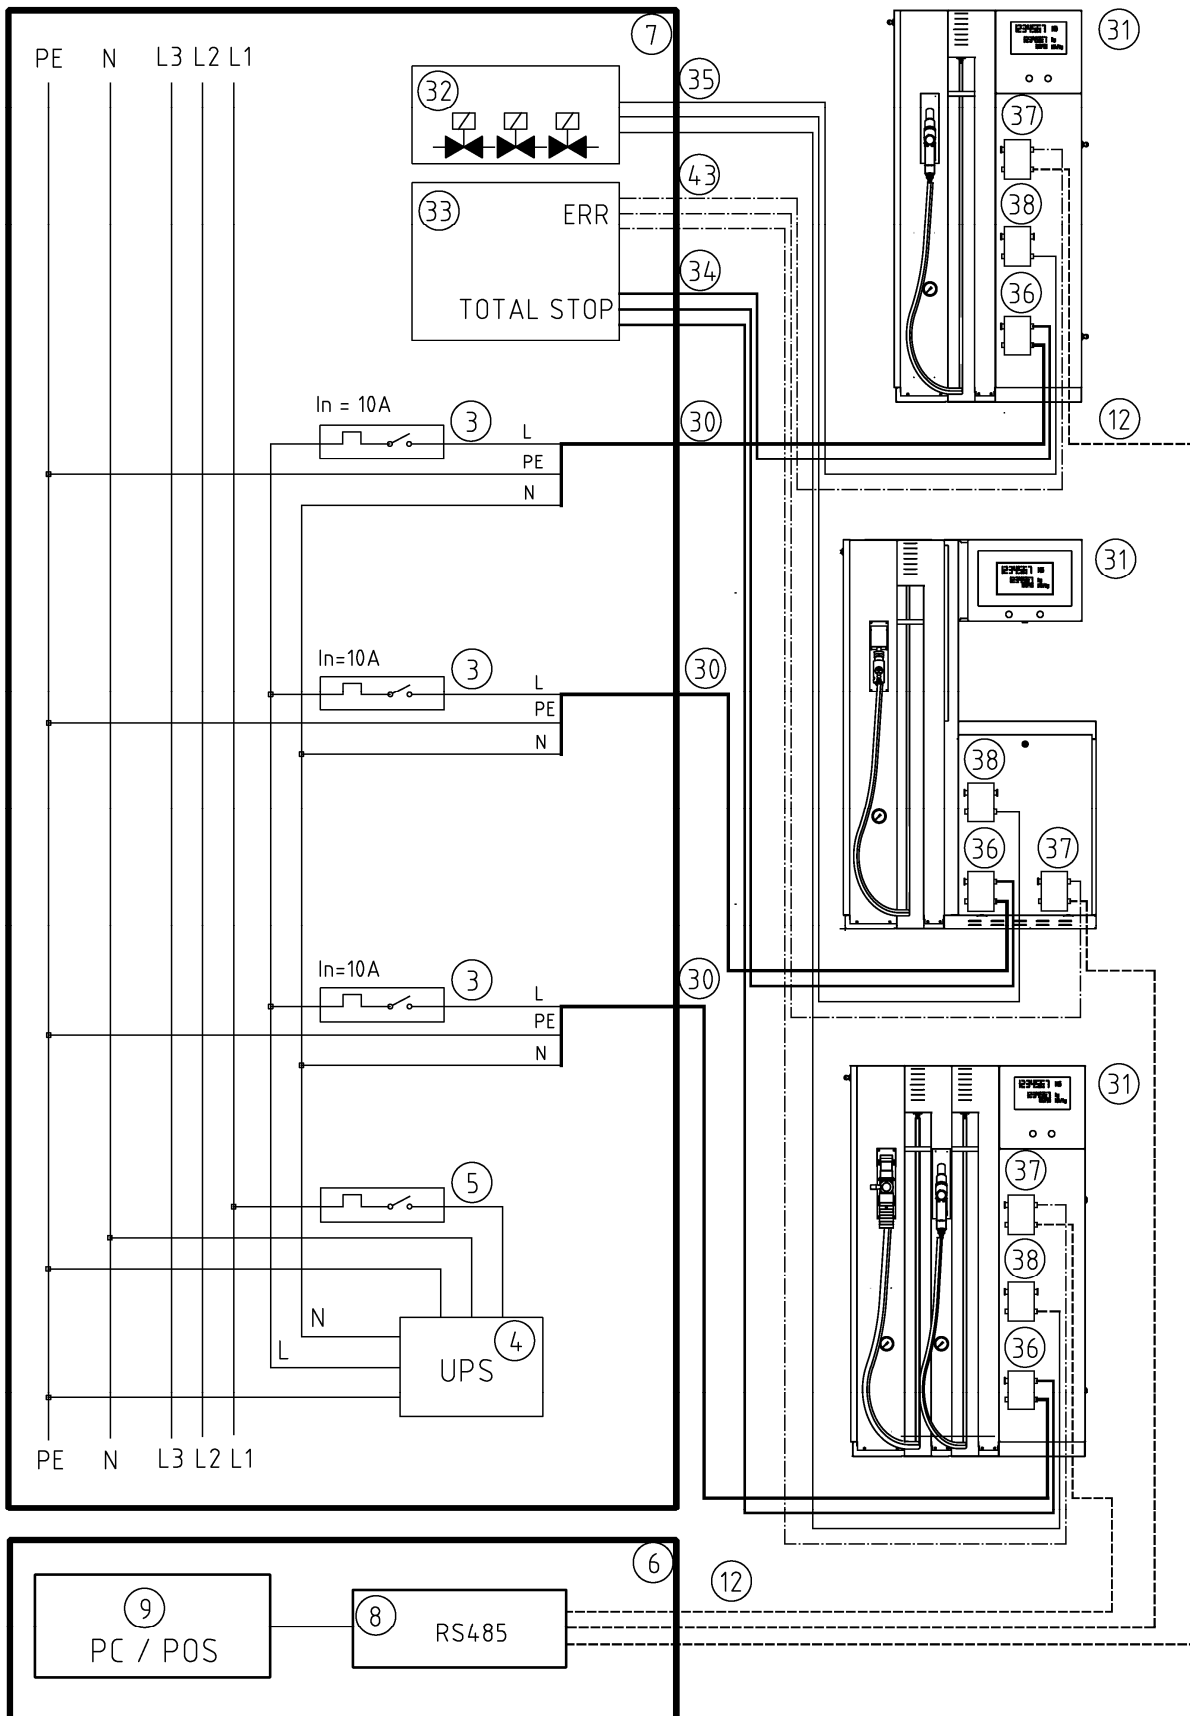 7
31
PE N L3 L2 L1
32
35
37
43
33
ERR
38
34
36
TOTAL STOP
In = 10A
3
L
30
12
PE
N
31
In=10A
3
L
30
PE
N
38
36
37
In=10A
3
L
30
PE
N
31
37
5
38
N
4
36
L
UPS
PE N L3 L2 L1
6
12
9
8
RS485
PC / POS